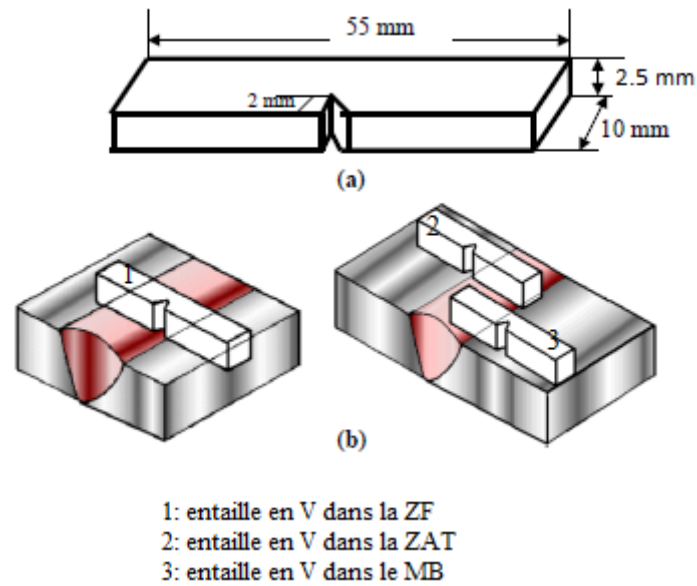 55 mm
2.5 mm
2 mm
10 mm
(a)
1
2
3
(b)
1: entaille en V dans la ZF
2: entaille en V dans la ZAT
3: entaille en V dans le MB